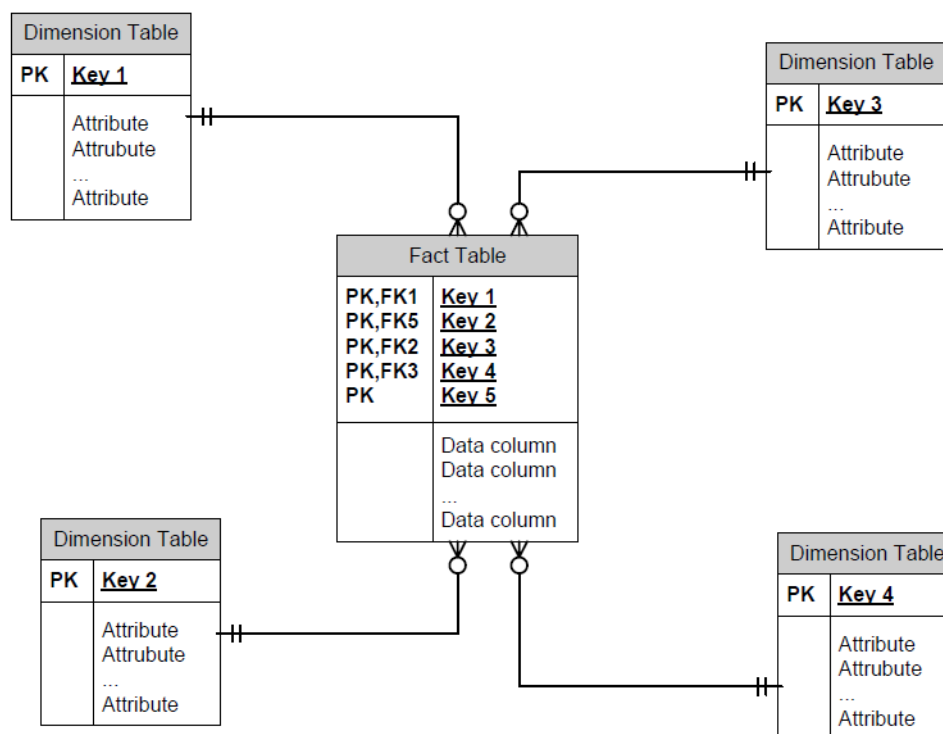 Dimension Table
PK Key 1
Attribute
Attrubute
...
Attribute
Dimension Table
PK Key 3
Attribute
Attrubute
...
Attribute
Fact Table
PK,FK1 Key 1
PK,FK5 Key 2
PK,FK2 Key 3
PK,FK3 Key 4
PK Key 5
Data column
Data column
...
Data column
Dimension Table
PK Key 2
Attribute
Attrubute
...
Attribute
Dimension Table
PK Key 4
Attribute
Attrubute
...
Attribute